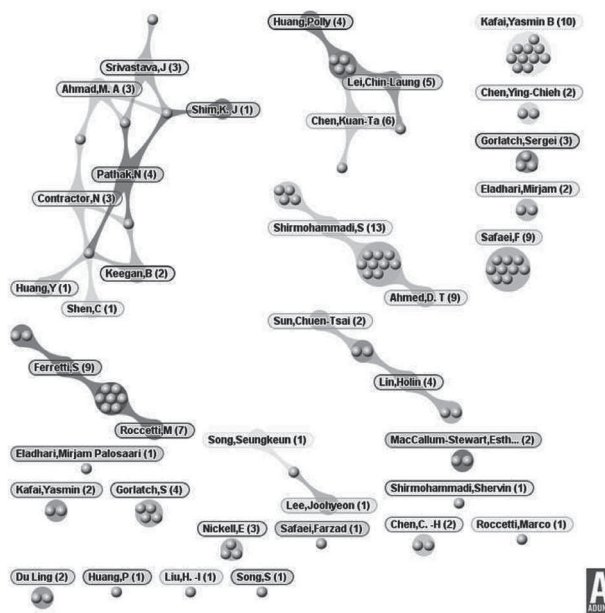 Huang,Polly (4)
Kafai,Yasmin B (10)
Srivastava,J (3)
Ahmad,M. A (3)
Lei,Chin-Laung (5)
Chen,Ying-Chieh (2)
Shim,K. J (1)
Chen,Kuan-Ta (6)
Gorlatch,Sergei (3)
Pathak,N (4)
Contractor,N (3)
Eladhari,Mirjam (2)
Shirmohammadi,S (13)
Safaei,F (9)
Keegan,B (2)
Huang,Y (1)
Ahmed,D. T (9)
Shen,C (1)
Sun,Chuen-Tsai (2)
Ferretti,S (9)
Lin,Holin (4)
Roccetti,M (7)
Song,Seungkeun (1)
MacCallum-Stewart,Esth... (2)
Eladhari,Mirjam Palosaari (1)
Kafai,Yasmin (2)
Gorlatch,S (4)
Lee,Joohyeon (1)
Shirmohammadi,Shervin (1)
Nickell,E (3)
Safaei,Farzad (1)
Chen,C. -H (2)
Roccetti,Marco (1)
Du Ling (2)
Huang,P (1)
Liu,H. -I (1)
Song,S (1)
A
ADUN